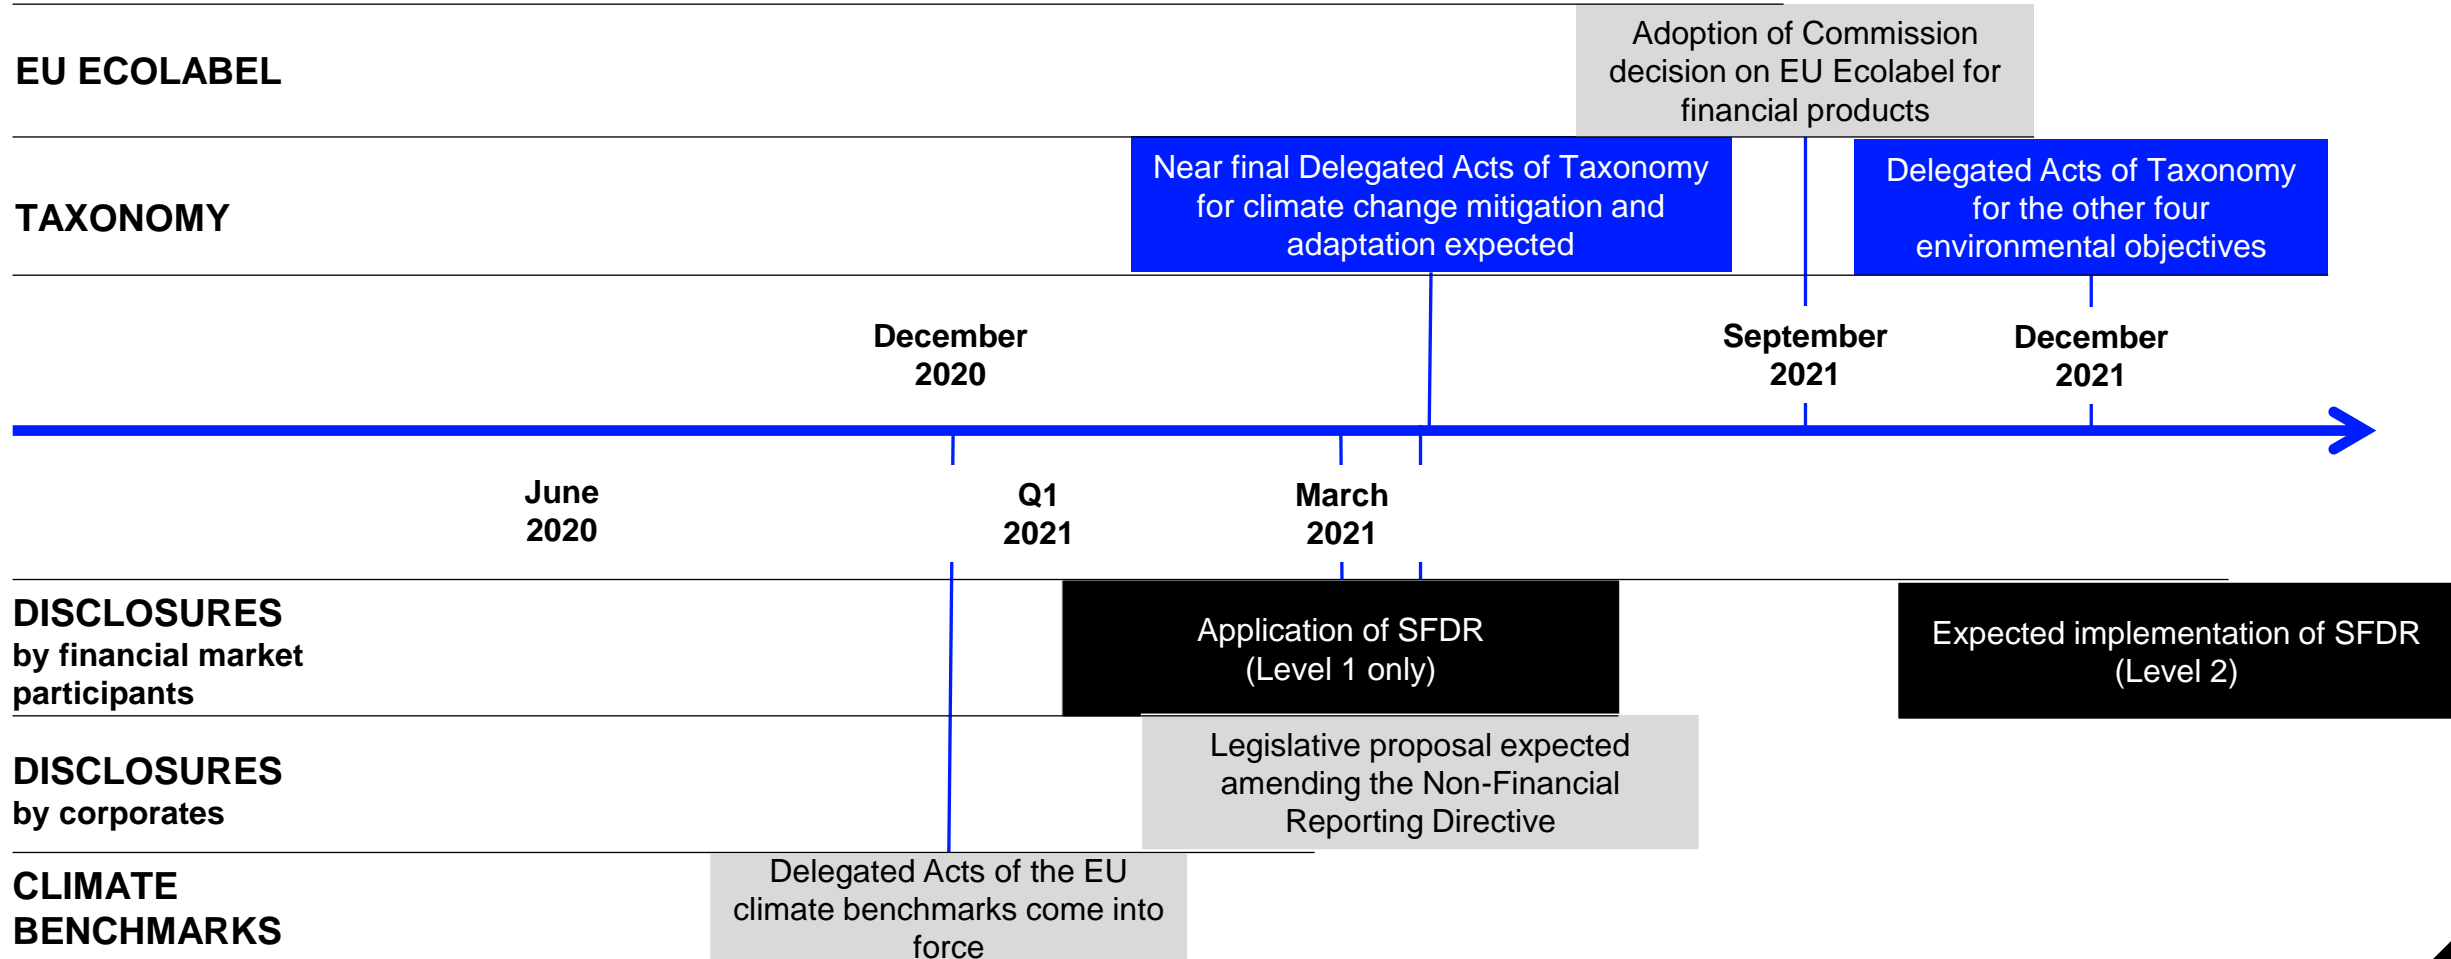 EU ECOLABEL
Adoption of Commission
decision on EU Ecolabel for
financial products
TAXONOMY
Near final Delegated Acts of Taxonomy
for climate change mitigation and
adaptation expected
Delegated Acts of Taxonomy
for the other four
environmental objectives
December
2020
September
2021
December
2021
June
2020
Q1
2021
March
2021
DISCLOSURES
by financial market
participants
Application of SFDR
(Level 1 only)
Expected implementation of SFDR
(Level 2)
DISCLOSURES
by corporates
Legislative proposal expected
amending the Non-Financial
Reporting Directive
CLIMATE
BENCHMARKS
Delegated Acts of the EU
climate benchmarks come into
force